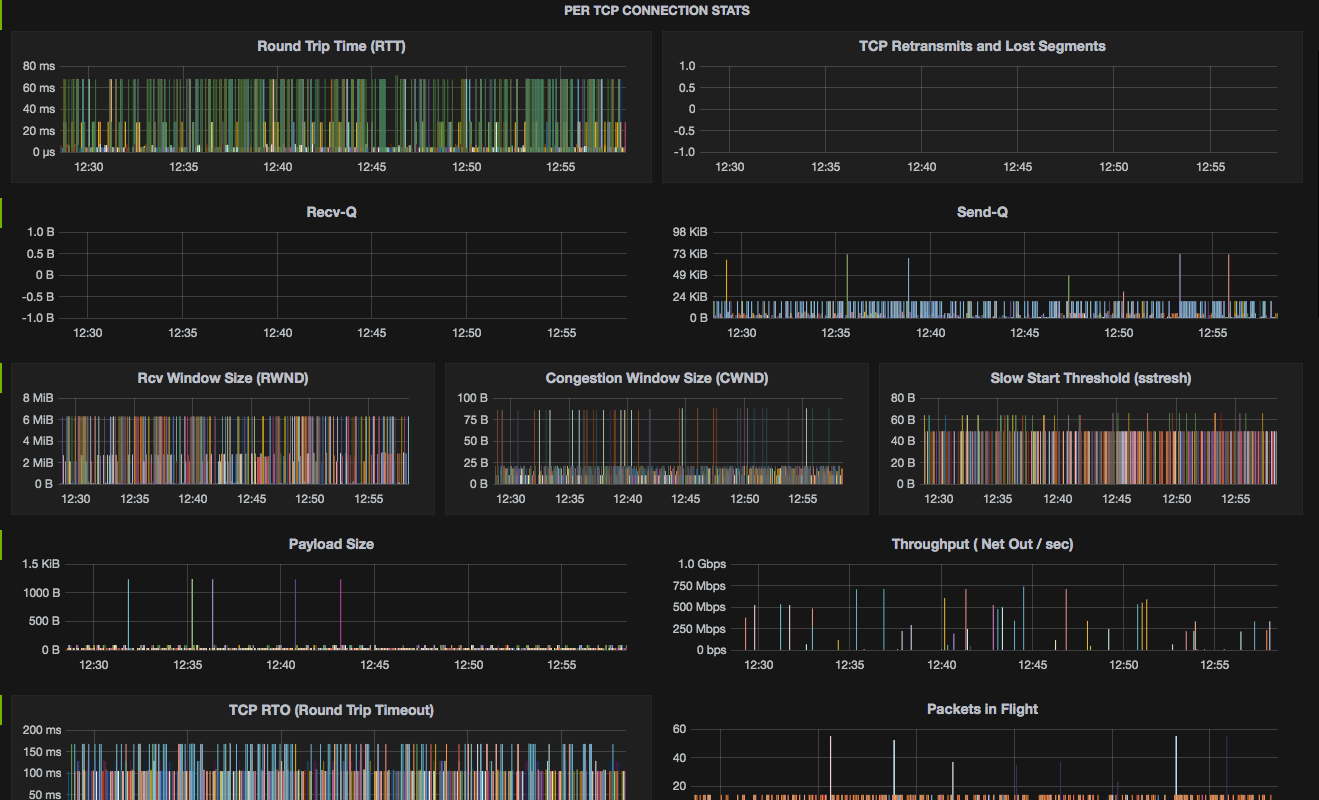 PER TCP CONNECTION STATS
Round Trip Time (RTT)
80 ms
60 ms
40 ms
20 ms
0 µs
12:30 12:35 12:40 12:45 12:50 12:55
TCP Retransmits and Lost Segments
1.0
0.5
0
-0.5
-1.0
12:30 12:35 12:40 12:45 12:50 12:55
Recv-Q
1.0 B
0.5 B
0 B
-0.5 B
-1.0 B
12:30 12:35 12:40 12:45 12:50 12:55
Send-Q
98 KiB
73 KiB
49 KiB
24 KiB
0 B
12:30 12:35 12:40 12:45 12:50 12:55
Rcv Window Size (RWND)
8 MiB
6 MiB
4 MiB
2 MiB
0 B
12:30 12:35 12:40 12:45 12:50 12:55
Congestion Window Size (CWND)
100 B
75 B
50 B
25 B
0 B
12:30 12:35 12:40 12:45 12:50 12:55
Slow Start Threshold (sstresh)
80 B
60 B
40 B
20 B
0 B
12:30 12:35 12:40 12:45 12:50 12:55
Payload Size
1.5 KiB
1000 B
500 B
0 B
12:30 12:35 12:40 12:45 12:50 12:55
Throughput ( Net Out / sec)
1.0 Gbps
750 Mbps
500 Mbps
250 Mbps
0 bps
12:30 12:35 12:40 12:45 12:50 12:55
TCP RTO (Round Trip Timeout)
200 ms
150 ms
100 ms
50 ms
Packets in Flight
60
40
20